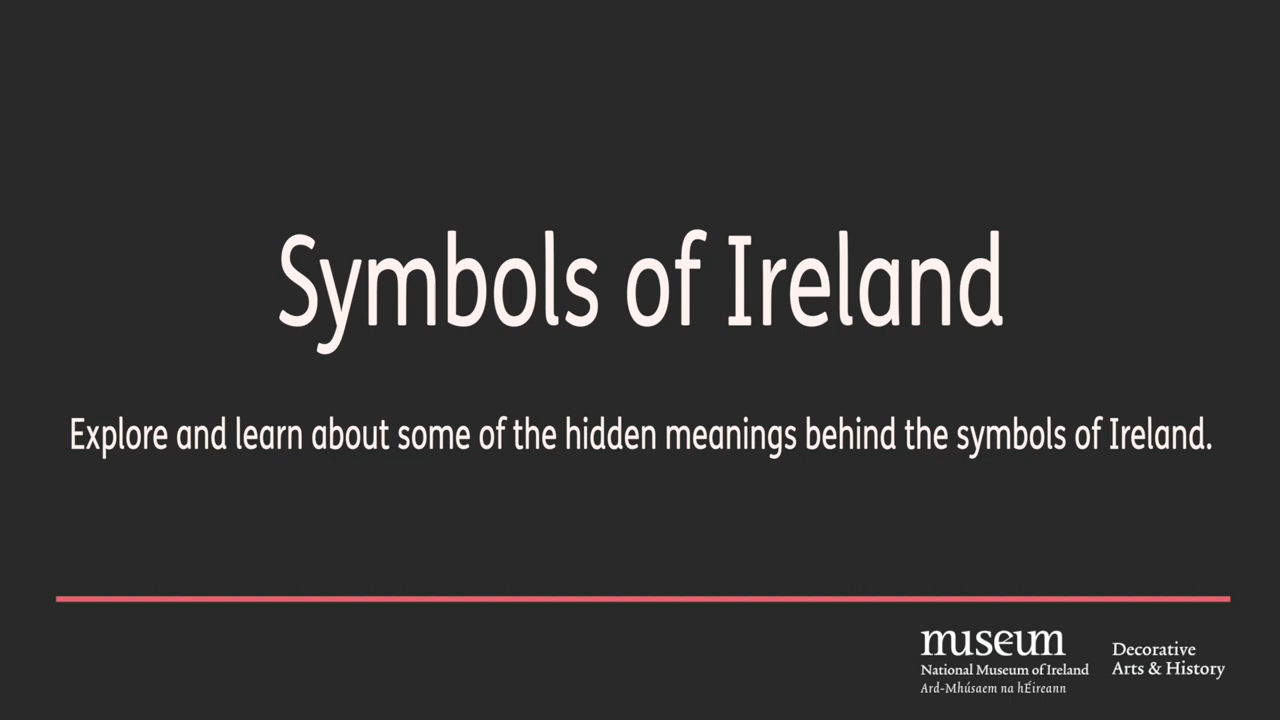 Symbols of Ireland
Explore and learn about some of the hidden meanings behind the symbols of Ireland.
museum
National Museum of Ireland
Ard-Mhúsaem na hÉireann
Decorative
Arts & History